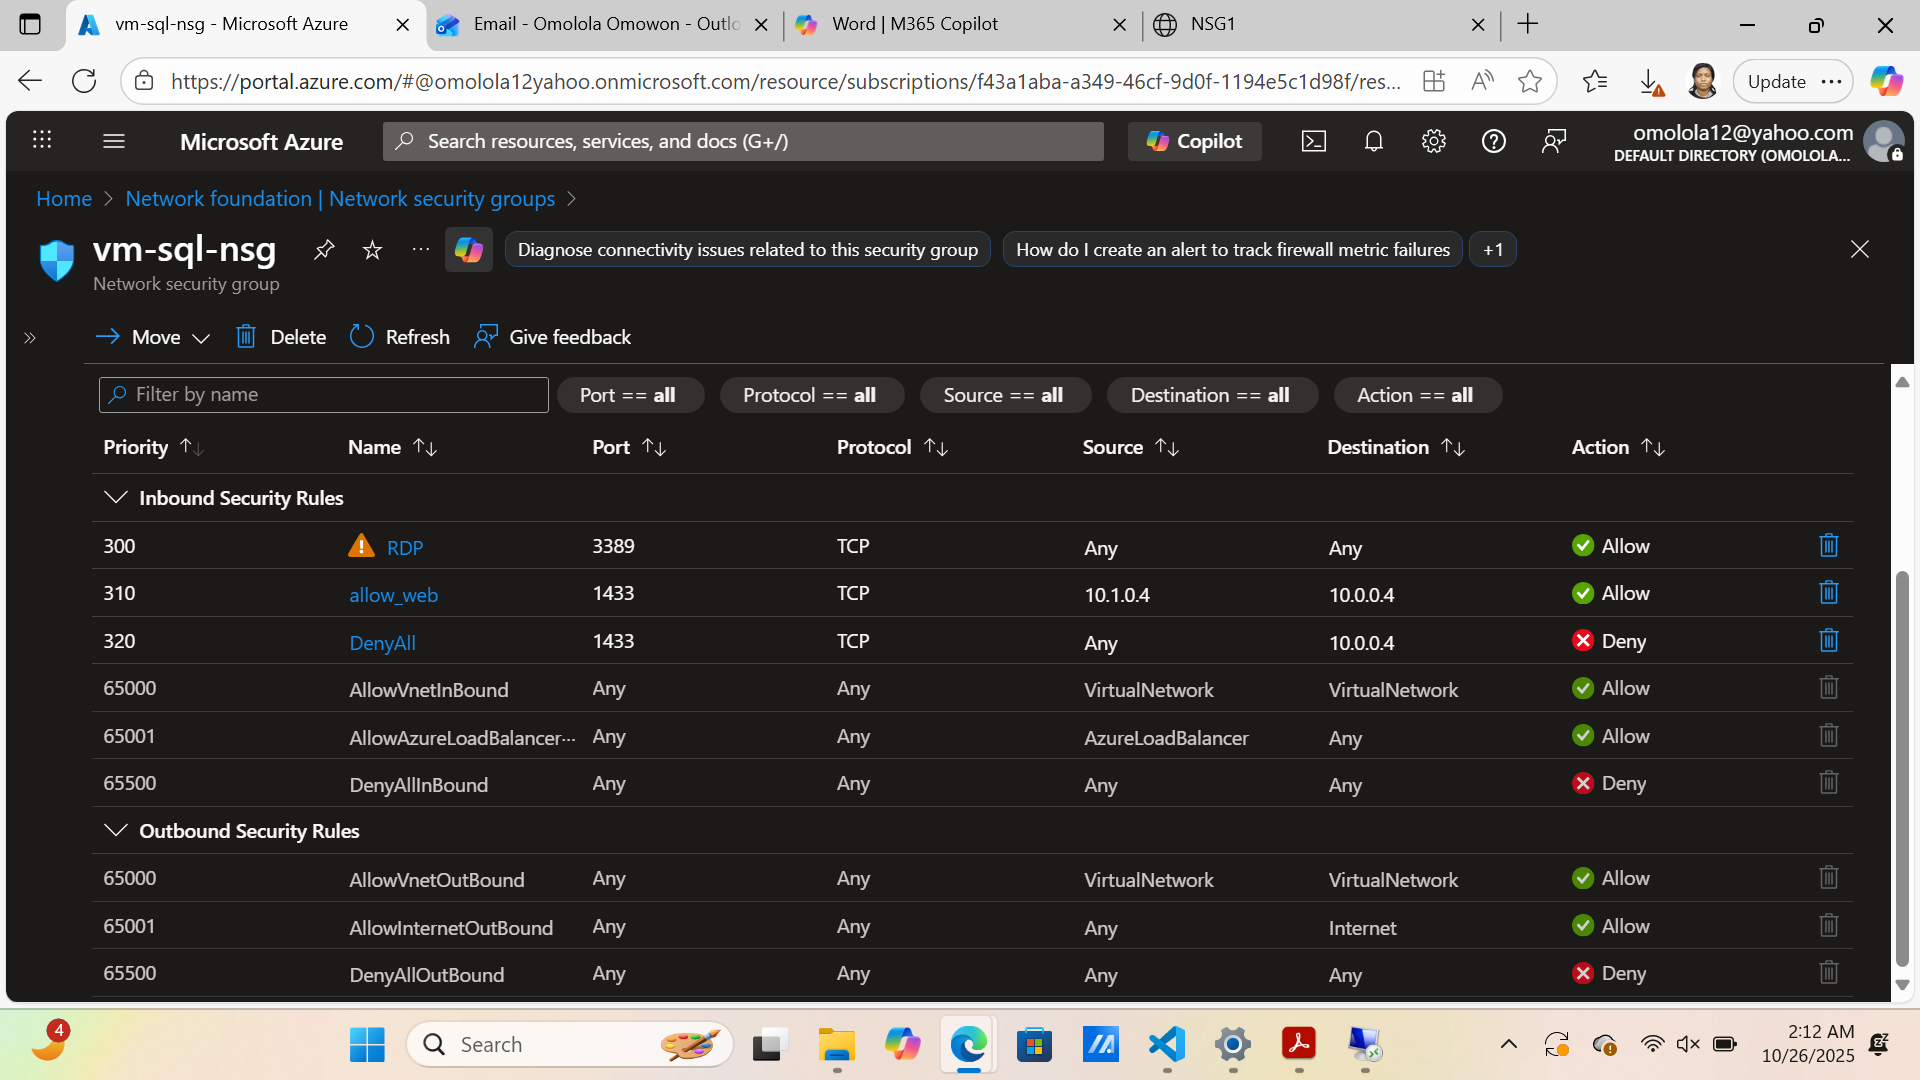 vm-sql-nsg - Microsoft Azure
Email - Omolola Omowon - Outlo
Word | M365 Copilot
NSG1
https://portal.azure.com/#@omolola12yahoo.onmicrosoft.com/resource/subscriptions/f43a1aba-a349-46cf-9d0f-1194e5c1d98f/res...
Update
Microsoft Azure
Search resources, services, and docs (G+/)
Copilot
omolola12@yahoo.com
DEFAULT DIRECTORY (OMOLOLA...
Home > Network foundation | Network security groups >
vm-sql-nsg
Diagnose connectivity issues related to this security group
How do I create an alert to track firewall metric failures
+1
Network security group
Move
Delete
Refresh
Give feedback
Filter by name
Port == all
Protocol == all
Source == all
Destination == all
Action == all
Priority Name Port Protocol Source Destination Action
Inbound Security Rules
300 RDP 3389 TCP Any Any Allow
310 allow_web 1433 TCP 10.1.0.4 10.0.0.4 Allow
320 DenyAll 1433 TCP Any 10.0.0.4 Deny
65000 AllowVnetInBound Any Any VirtualNetwork VirtualNetwork Allow
65001 AllowAzureLoadBalancer... Any Any AzureLoadBalancer Any Allow
65500 DenyAllInBound Any Any Any Any Deny
Outbound Security Rules
65000 AllowVnetOutBound Any Any VirtualNetwork VirtualNetwork Allow
65001 AllowInternetOutBound Any Any Any Internet Allow
65500 DenyAllOutBound Any Any Any Any Deny
4
Search
2:12 AM
10/26/2025